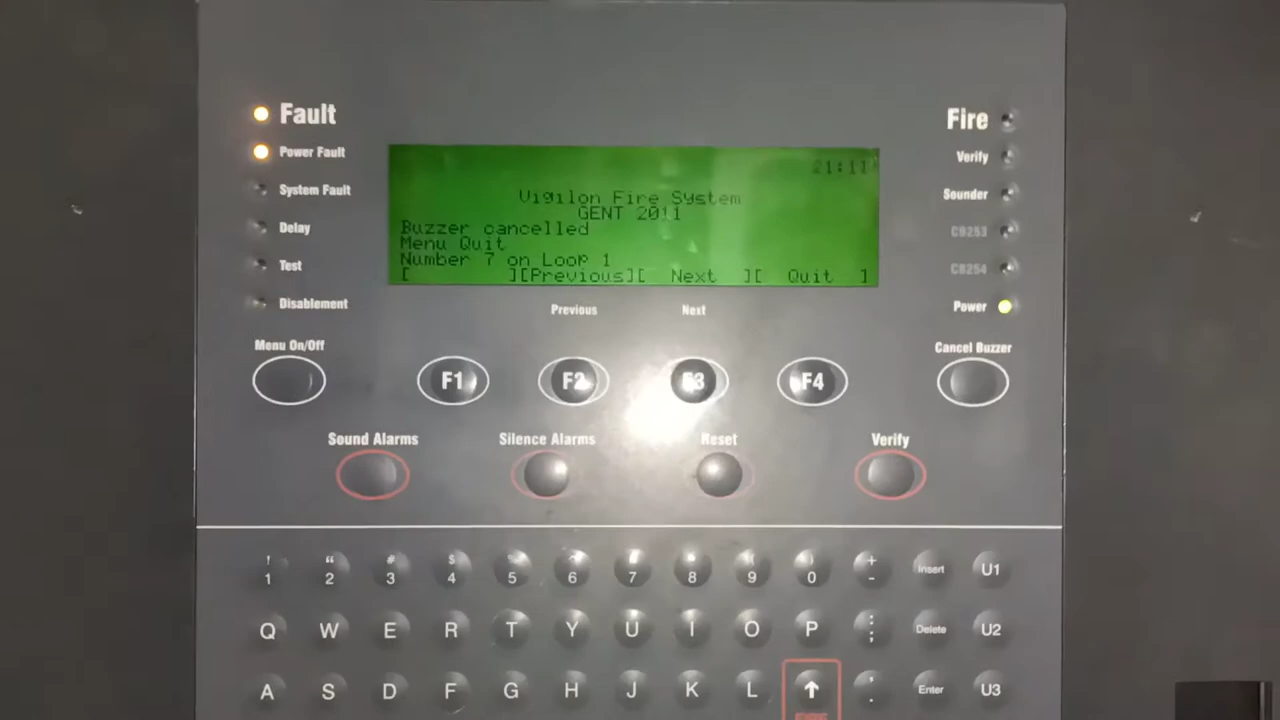 Fault
Fire
Power Fault
Verify
21:11
System Fault
Sounder
Vigilon Fire System
GENT 2011
Delay
Buzzer cancelled
CB253
Menu Quit
Test
Number 7 on Loop 1
CB254
[ ][Previous][ Next ][ Quit ]
Disablement
Previous
Next
Power
Menu On/Off
Cancel Buzzer
F1 F2 F3 F4
Sound Alarms
Silence Alarms
Reset
Verify
! “ # $
1 2 3 4 5 6 7 8 9 0 + - Insert U1
Q W E R T Y U I O P : ; Delete U2
A S D F G H J K L ↑ ' . Enter U3
FIRE